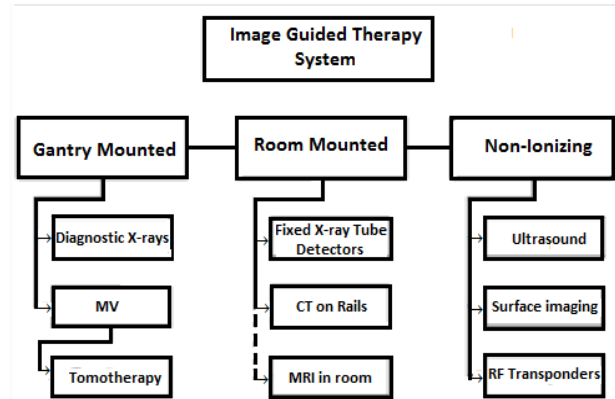 Image Guided Therapy
System
Gantry Mounted
Room Mounted
Non-Ionizing
Diagnostic X-rays
Fixed X-ray Tube
Detectors
Ultrasound
MV
CT on Rails
Surface imaging
Tomotherapy
MRI in room
RF Transponders